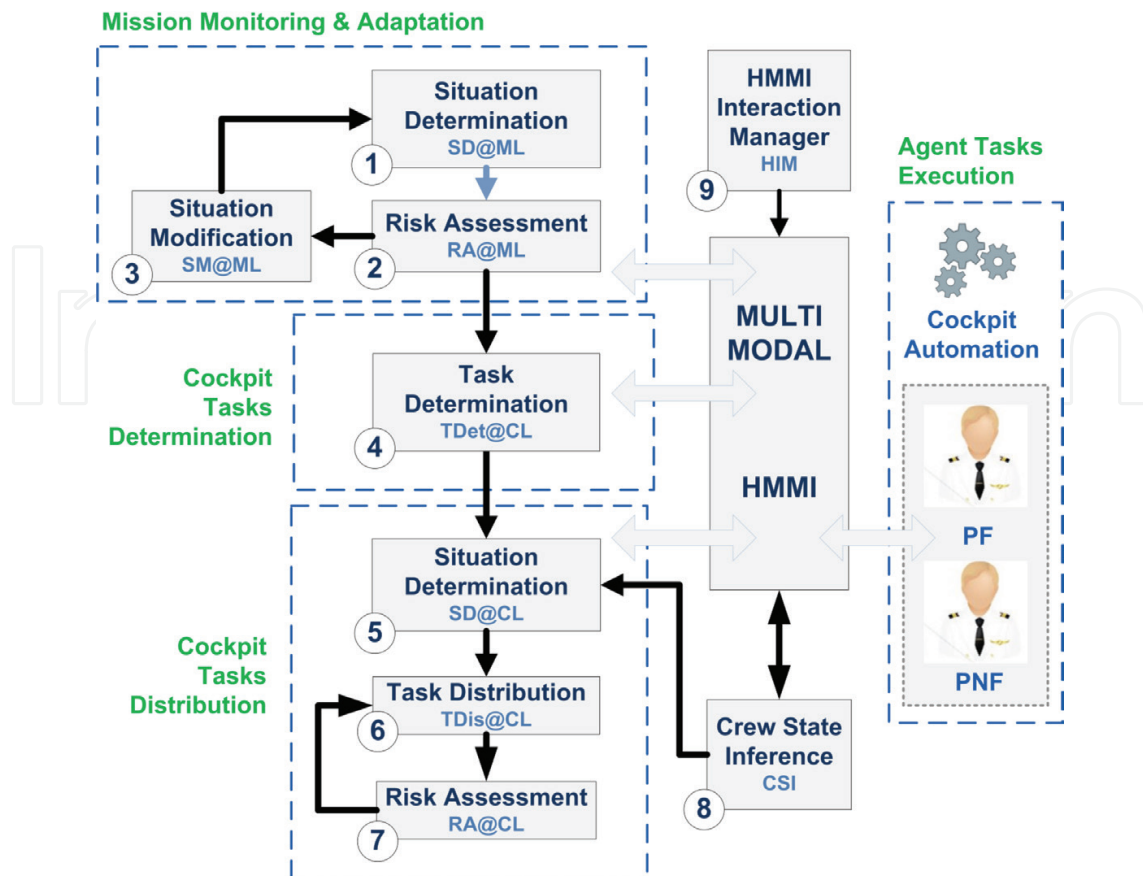 Mission Monitoring & Adaptation
Situation
Determination
SD@ML
1
Risk Assessment
RA@ML
2
Situation
Modification
SM@ML
3
Cockpit
Tasks
Determination
Task
Determination
TDet@CL
4
Cockpit
Tasks
Distribution
Situation
Determination
SD@CL
5
Task Distribution
TDis@CL
6
Risk Assessment
RA@CL
7
HMMI
Interaction
Manager
HIM
9
MULTI
MODAL
HMMI
Crew State
Inference
CSI
8
Agent Tasks
Execution
Cockpit
Automation
PF
PNF